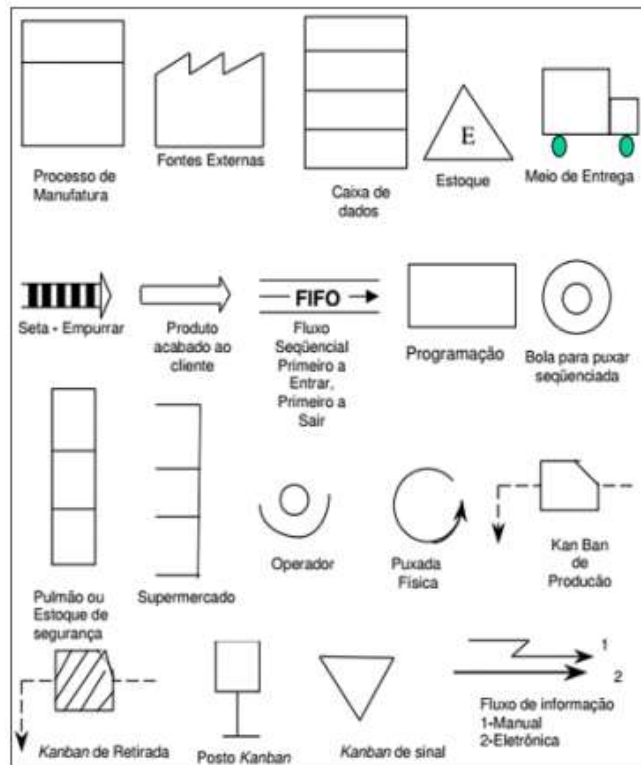 Processo de
Manufatura
Fontes Externas
Caixa de
dados
E
Estoque
Meio de Entrega
Seta - Empurrar
Produto
acabado ao
cliente
FIFO
Fluxo
Seqüencial
Primeiro a
Entrar,
Primeiro a
Sair
Programação
Bola para puxar
seqüenciada
Pulmão ou
Estoque de
segurança
Supermercado
Operador
Puxada
Física
Kan Ban
de
Producão
Kanban de Retirada
Posto Kanban
Kanban de sinal
1
2
Fluxo de informação
1-Manual
2-Eletrônica